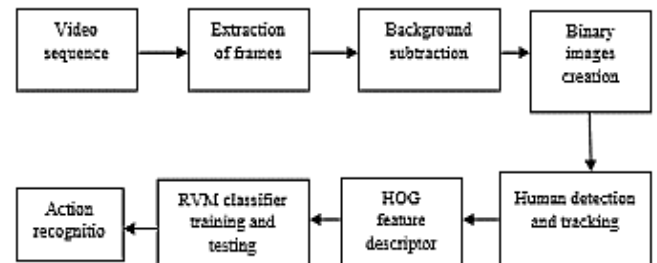 Video
sequence
Extraction
of frames
Background
subtraction
Binary
images
creation
Human detection
and tracking
HOG
feature
descriptor
RVM classifier
training and
testing
Action
recognitio